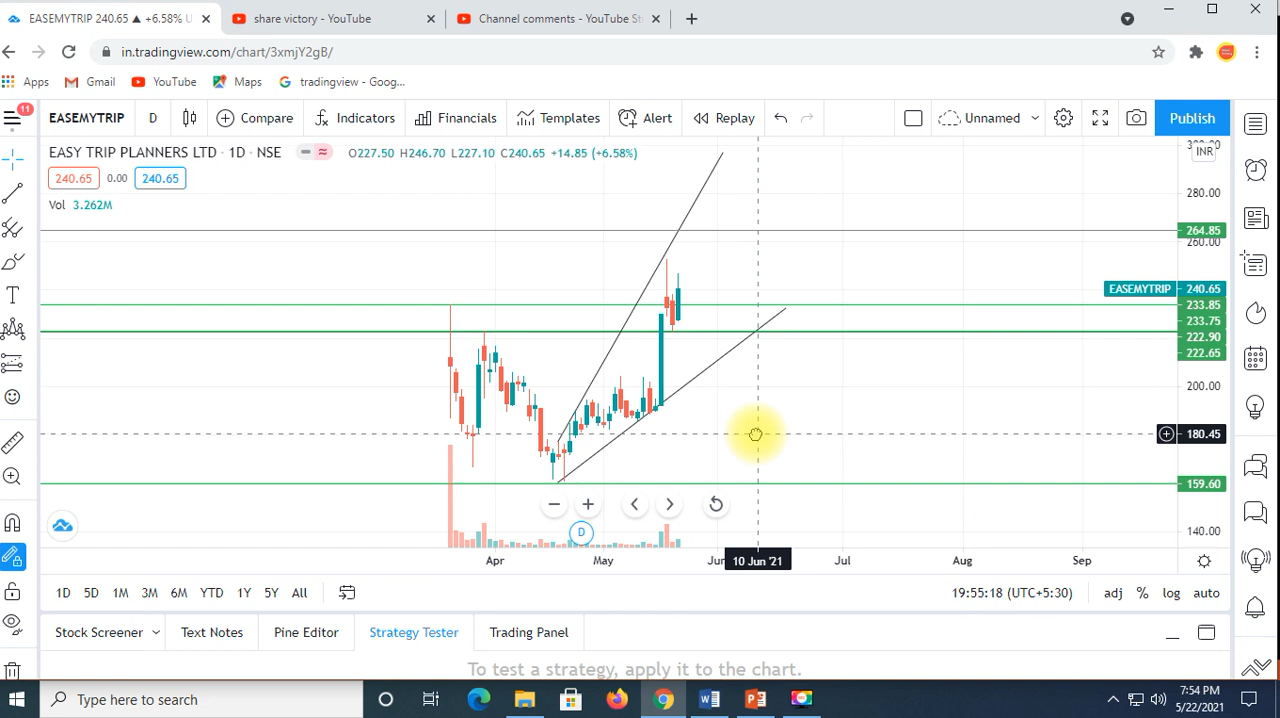 EASEMYTRIP 240.65 ▲ +6.58% U
share victory - YouTube
Channel comments - YouTube St
in.tradingview.com/chart/3xmjY2gB/
Apps Gmail YouTube Maps tradingview - Goog...
11
EASEMYTRIP D Compare Indicators Financials Templates Alert Replay Unnamed Publish
EASY TRIP PLANNERS LTD · 1D · NSE O227.50 H246.70 L227.10 C240.65 +14.85 (+6.58%)
240.65 0.00 240.65
Vol 3.262M
300.00
INR
280.00
264.85
260.00
EASEMYTRIP 240.65
233.85
233.75
222.90
222.65
200.00
180.45
159.60
140.00
D
Apr May Jun 10 Jun '21 Jul Aug Sep
1D 5D 1M 3M 6M YTD 1Y 5Y All 19:55:18 (UTC+5:30) adj % log auto
Stock Screener Text Notes Pine Editor Strategy Tester Trading Panel
To test a strategy, apply it to the chart.
Type here to search
7:54 PM
5/22/2021